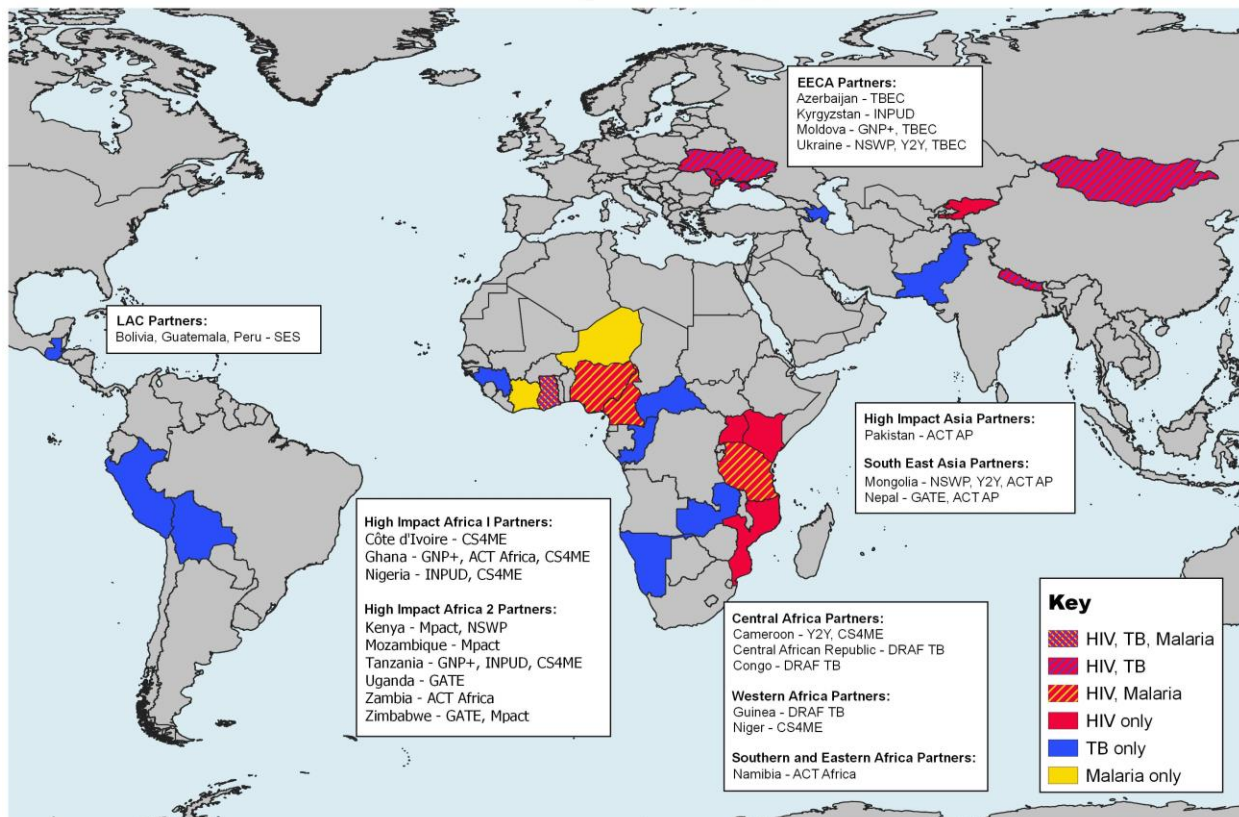 EECA Partners:
Azerbaijan - TBEC
Kyrgyzstan - INPUD
Moldova - GNP+, TBEC
Ukraine - NSWP, Y2Y, TBEC
LAC Partners:
Bolivia, Guatemala, Peru - SES
High Impact Asia Partners:
Pakistan - ACT AP
South East Asia Partners:
Mongolia - NSWP, Y2Y, ACT AP
Nepal - GATE, ACT AP
High Impact Africa I Partners:
Côte d'Ivoire - CS4ME
Ghana - GNP+, ACT Africa, CS4ME
Nigeria - INPUD, CS4ME
High Impact Africa 2 Partners:
Kenya - Mpact, NSWP
Mozambique - Mpact
Tanzania - GNP+, INPUD, CS4ME
Uganda - GATE
Zambia - ACT Africa
Zimbabwe - GATE, Mpact
Central Africa Partners:
Cameroon - Y2Y, CS4ME
Central African Republic - DRAF TB
Congo - DRAF TB
Western Africa Partners:
Guinea - DRAF TB
Niger - CS4ME
Southern and Eastern Africa Partners:
Namibia - ACT Africa
Key
HIV, TB, Malaria
HIV, TB
HIV, Malaria
HIV only
TB only
Malaria only